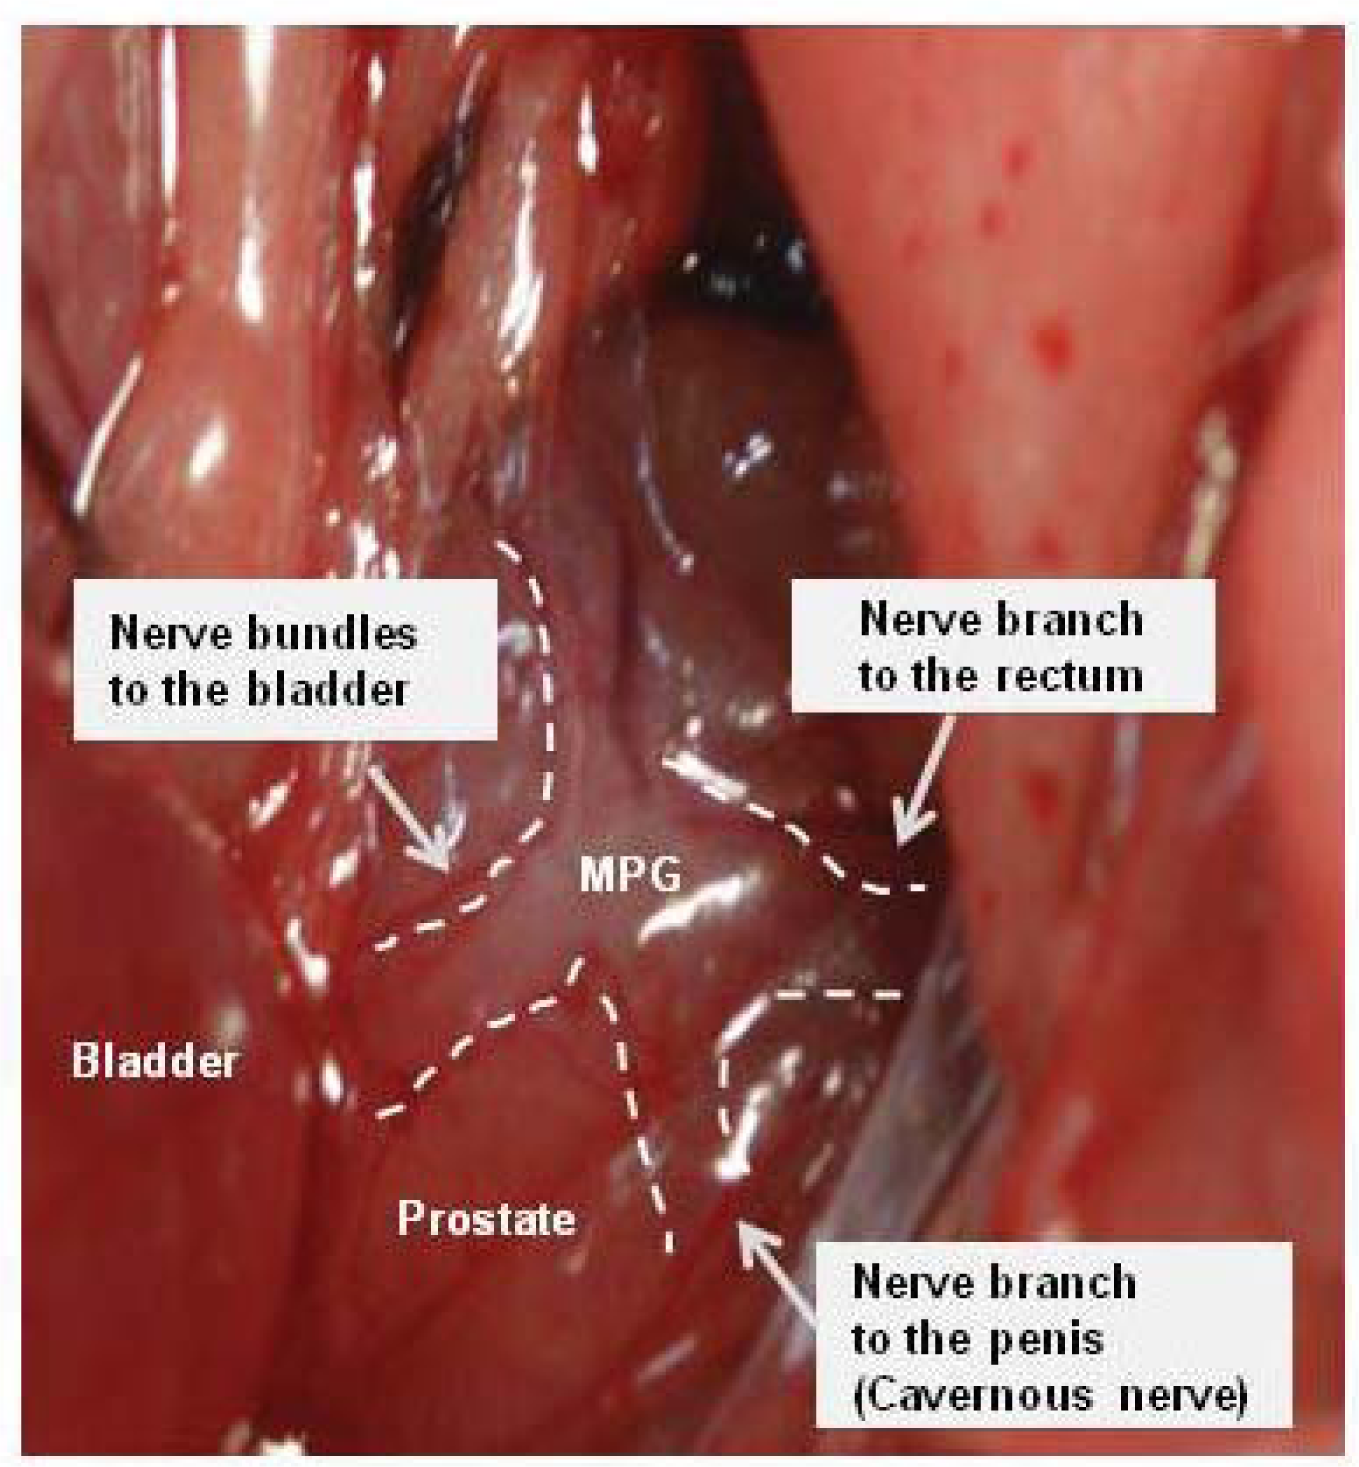 Nerve bundles
to the bladder
Nerve branch
to the rectum
MPG
Bladder
Prostate
Nerve branch
to the penis
(Cavernous nerve)